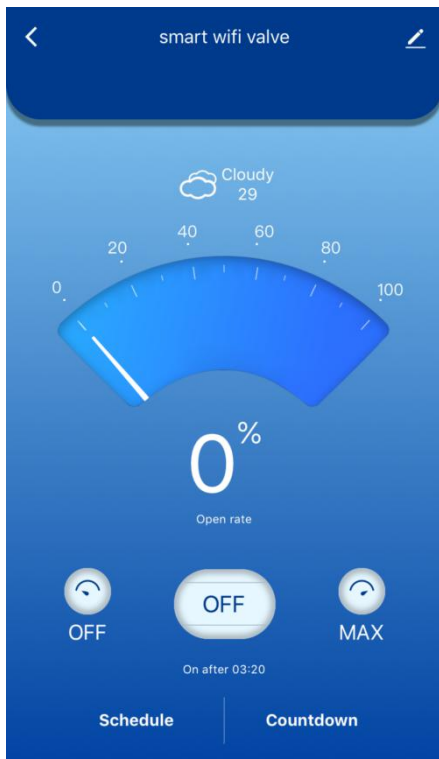 smart wifi valve
Cloudy
29
40 60
20 80
0 100
0%
Open rate
OFF
OFF MAX
On after 03:20
Schedule Countdown